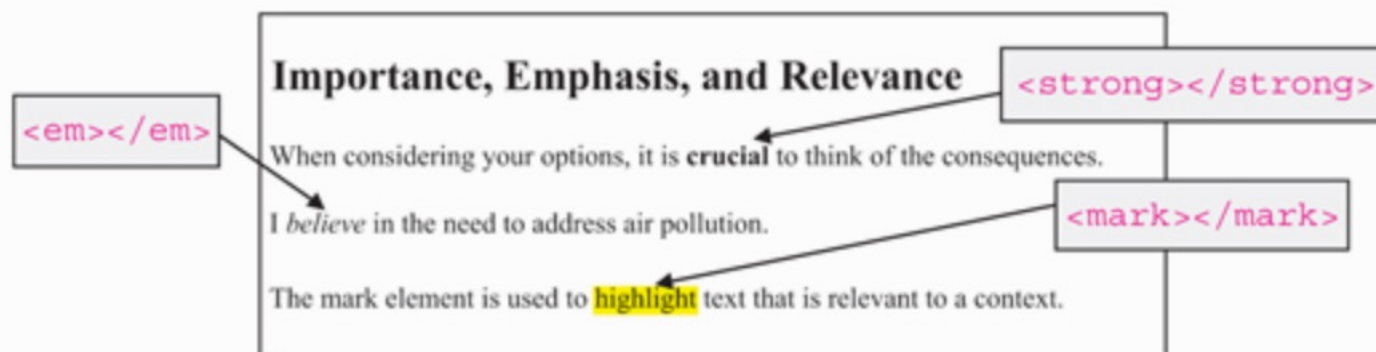 Importance, Emphasis, and Relevance
<strong></strong>
<em></em>
When considering your options, it is crucial to think of the consequences.
<mark></mark>
I believe in the need to address air pollution.
The mark element is used to highlight text that is relevant to a context.